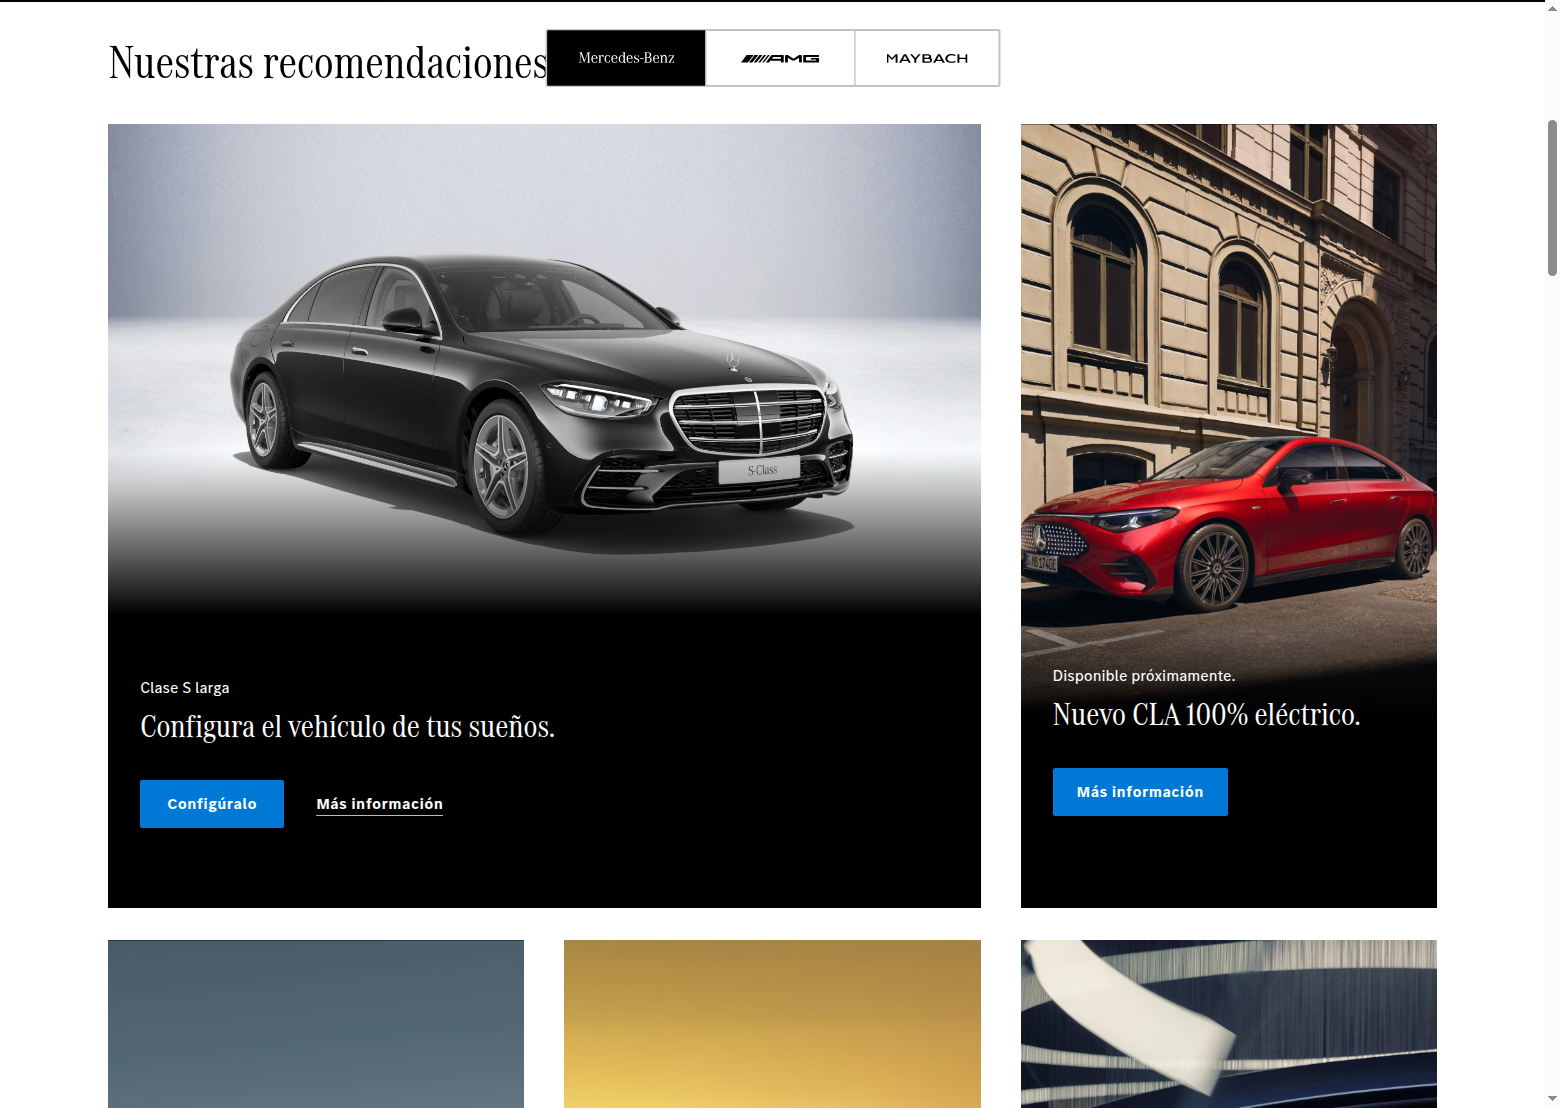 Nuestras recomendaciones
Mercedes-Benz
AMG
MAYBACH
S-Class
Clase S larga
Configura el vehículo de tus sueños.
Configúralo
Más información
Disponible próximamente.
Nuevo CLA 100% eléctrico.
Más información